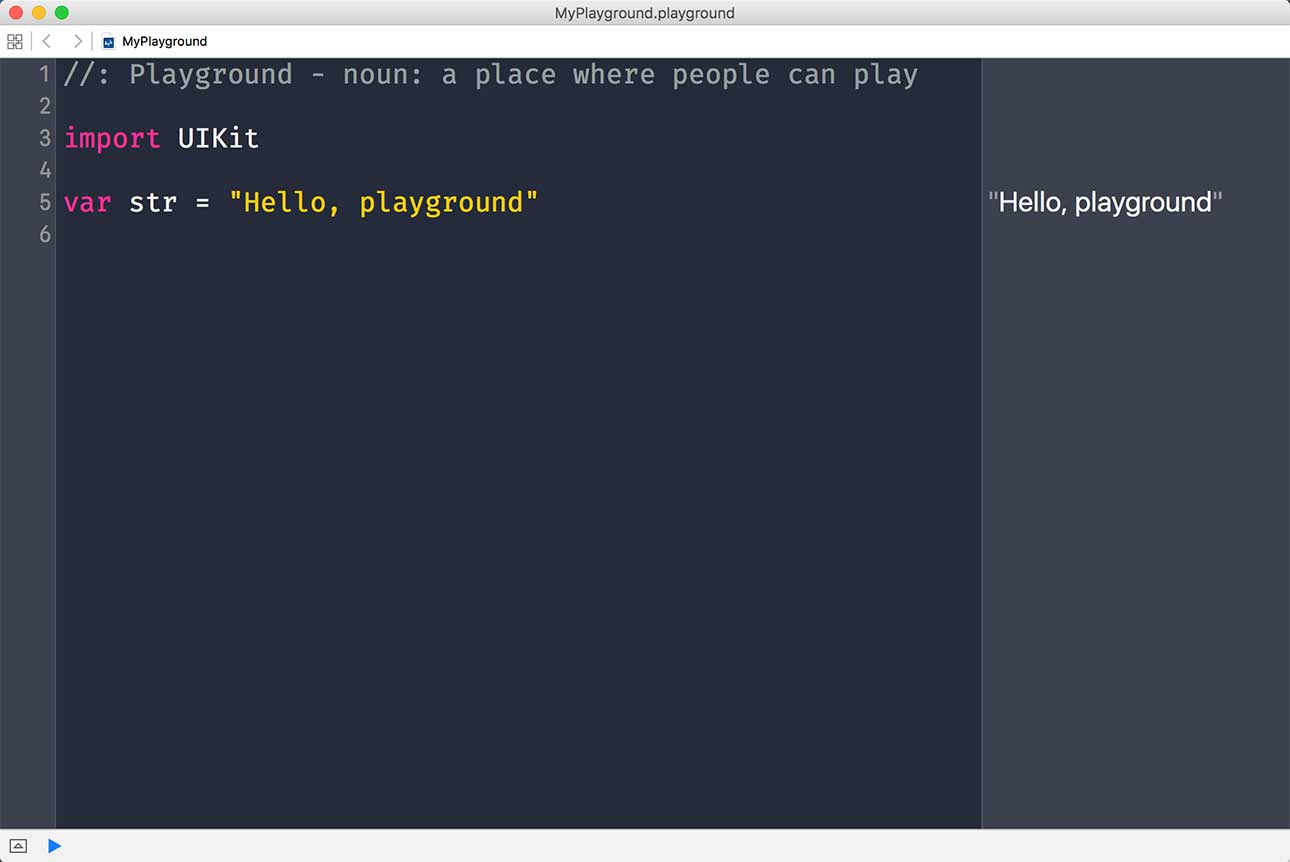 MyPlayground.playground
MyPlayground
1 //: Playground - noun: a place where people can play
2
3 import UIKit
4
5 var str = "Hello, playground" "Hello, playground"
6